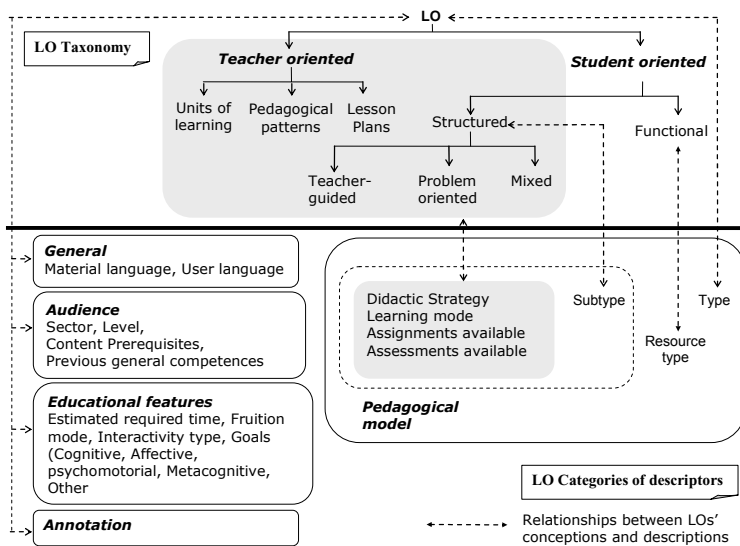 LO
LO Taxonomy
Teacher oriented
Student oriented
Units of
learning
Pedagogical
patterns
Lesson
Plans
Structured
Functional
Teacher-
guided
Problem
oriented
Mixed
General
Material language, User language
Audience
Sector, Level,
Content Prerequisites,
Previous general competences
Educational features
Estimated required time, Fruition
mode, Interactivity type, Goals
(Cognitive, Affective,
psychomotorial, Metacognitive,
Other
Annotation
Didactic Strategy
Learning mode
Assignments available
Assessments available
Subtype
Type
Resource
type
Pedagogical
model
LO Categories of descriptors
Relationships between LOs’
conceptions and descriptions